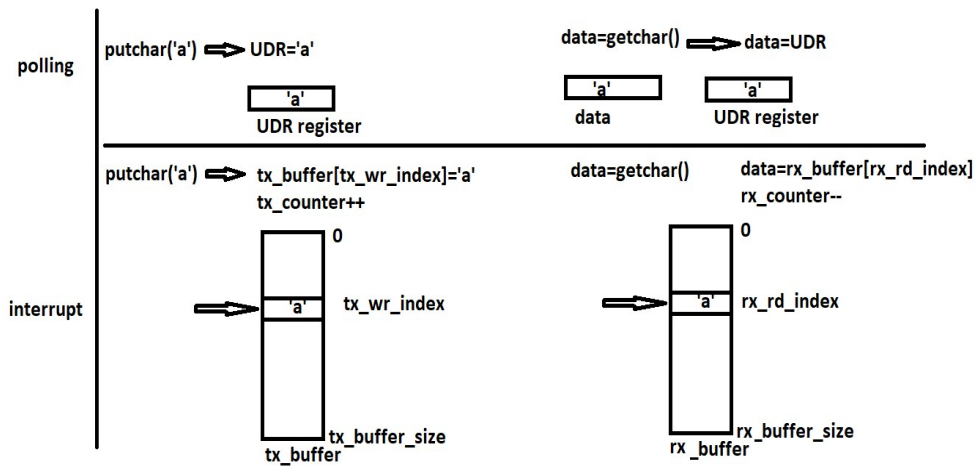 polling
putchar('a') UDR='a'
'a'
UDR register
data=getchar() data=UDR
'a' 'a'
data UDR register
interrupt
putchar('a') tx_buffer[tx_wr_index]='a'
tx_counter++
0
'a' tx_wr_index
tx_buffer_size
tx_buffer
data=getchar() data=rx_buffer[rx_rd_index]
rx_counter--
0
'a' rx_rd_index
rx_buffer_size
rx _buffer